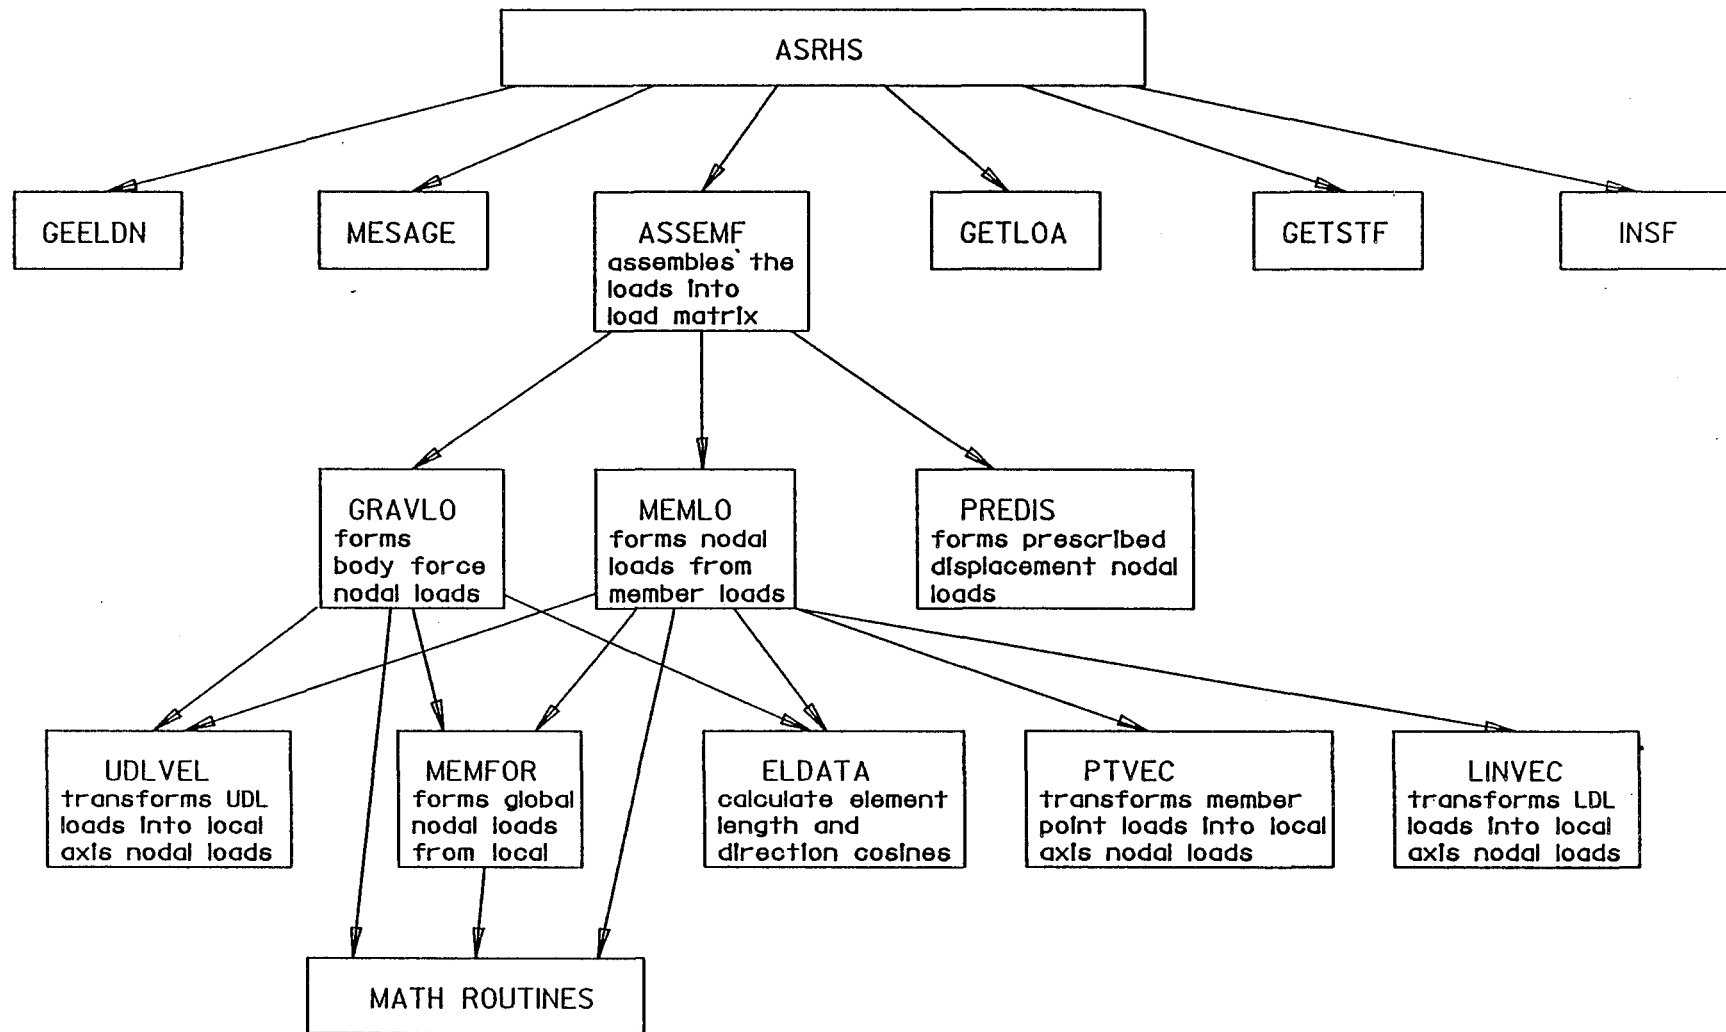 ASRHS
GEELDN
MESAGE
ASSEMF
assembles the
loads into
load matrix
GETLOA
GETSTF
INSF
GRAVLO
forms
body force
nodal loads
MEMLO
forms nodal
loads from
member loads
PREDIS
forms prescribed
displacement nodal
loads
UDLVEL
transforms UDL
loads into local
axis nodal loads
MEMFOR
forms global
nodal loads
from local
ELDATA
calculate element
length and
direction cosines
PTVEC
transforms member
point loads into local
axis nodal loads
LINVEC
transforms LDL
loads into local
axis nodal loads
MATH ROUTINES